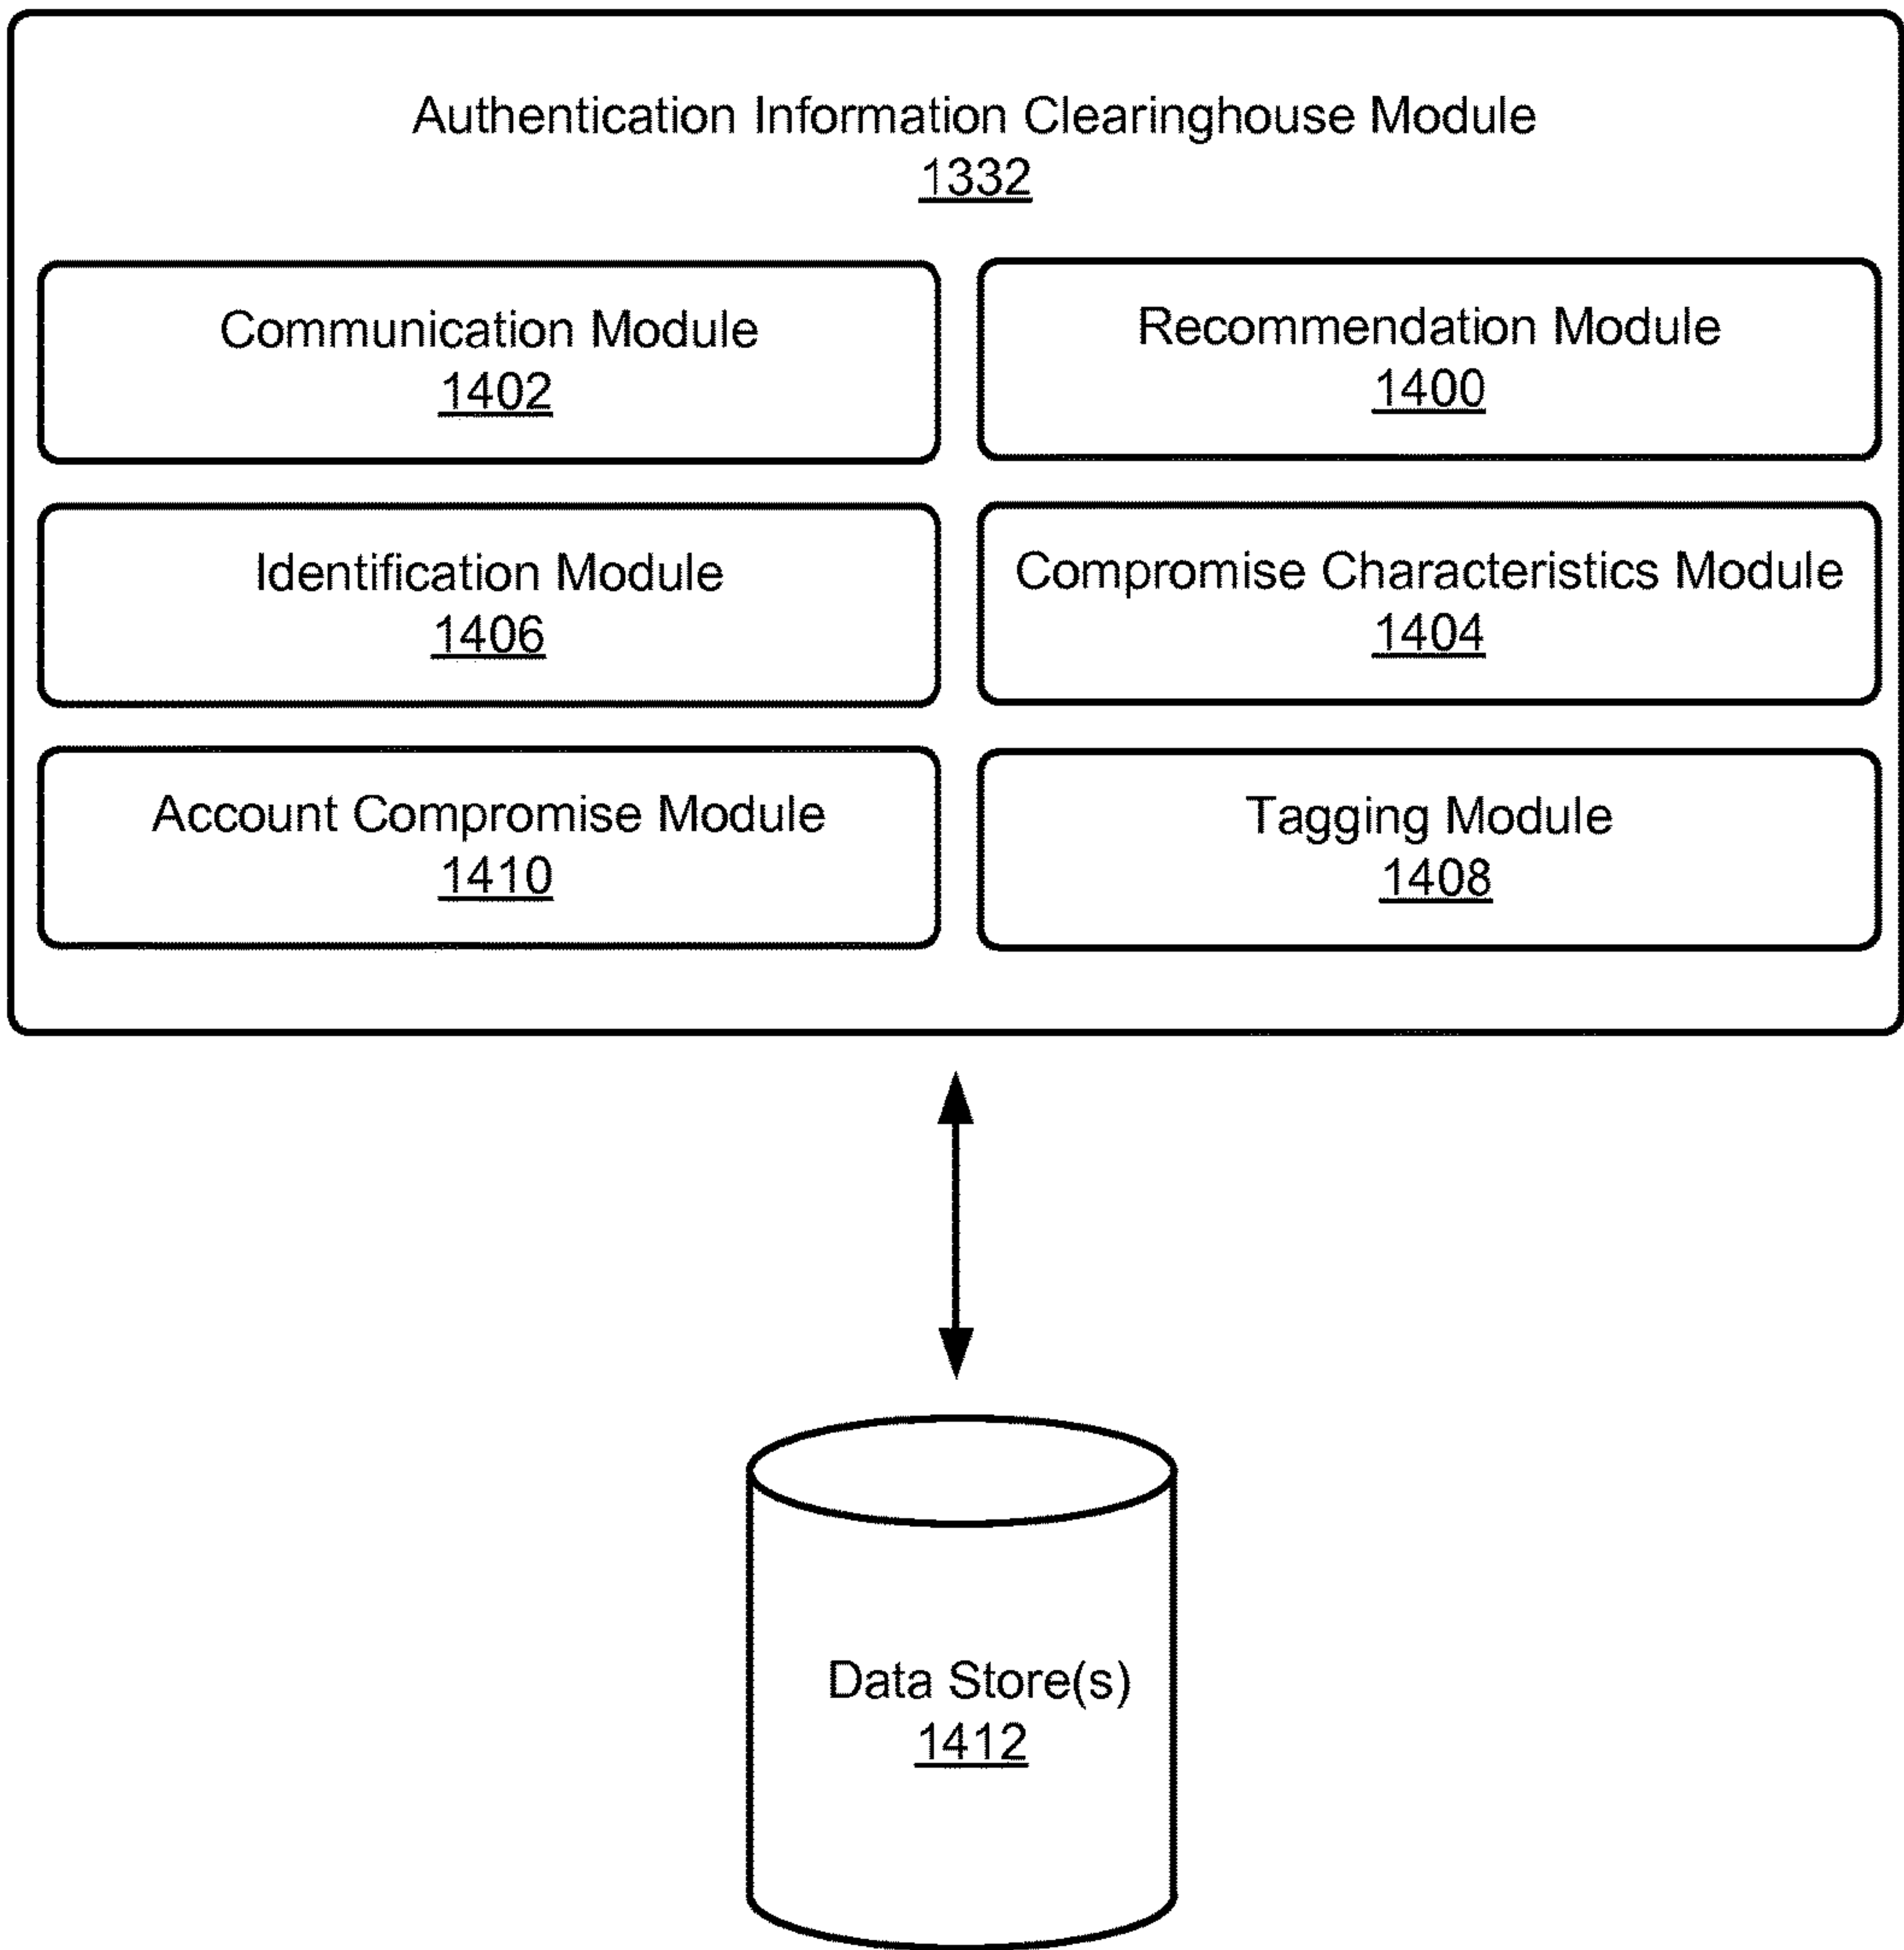 Authentication Information Clearinghouse Module
1332
Communication Module
1402
Recommendation Module
1400
Identification Module
1406
Compromise Characteristics Module
1404
Account Compromise Module
1410
Tagging Module
1408
Data Store(s)
1412